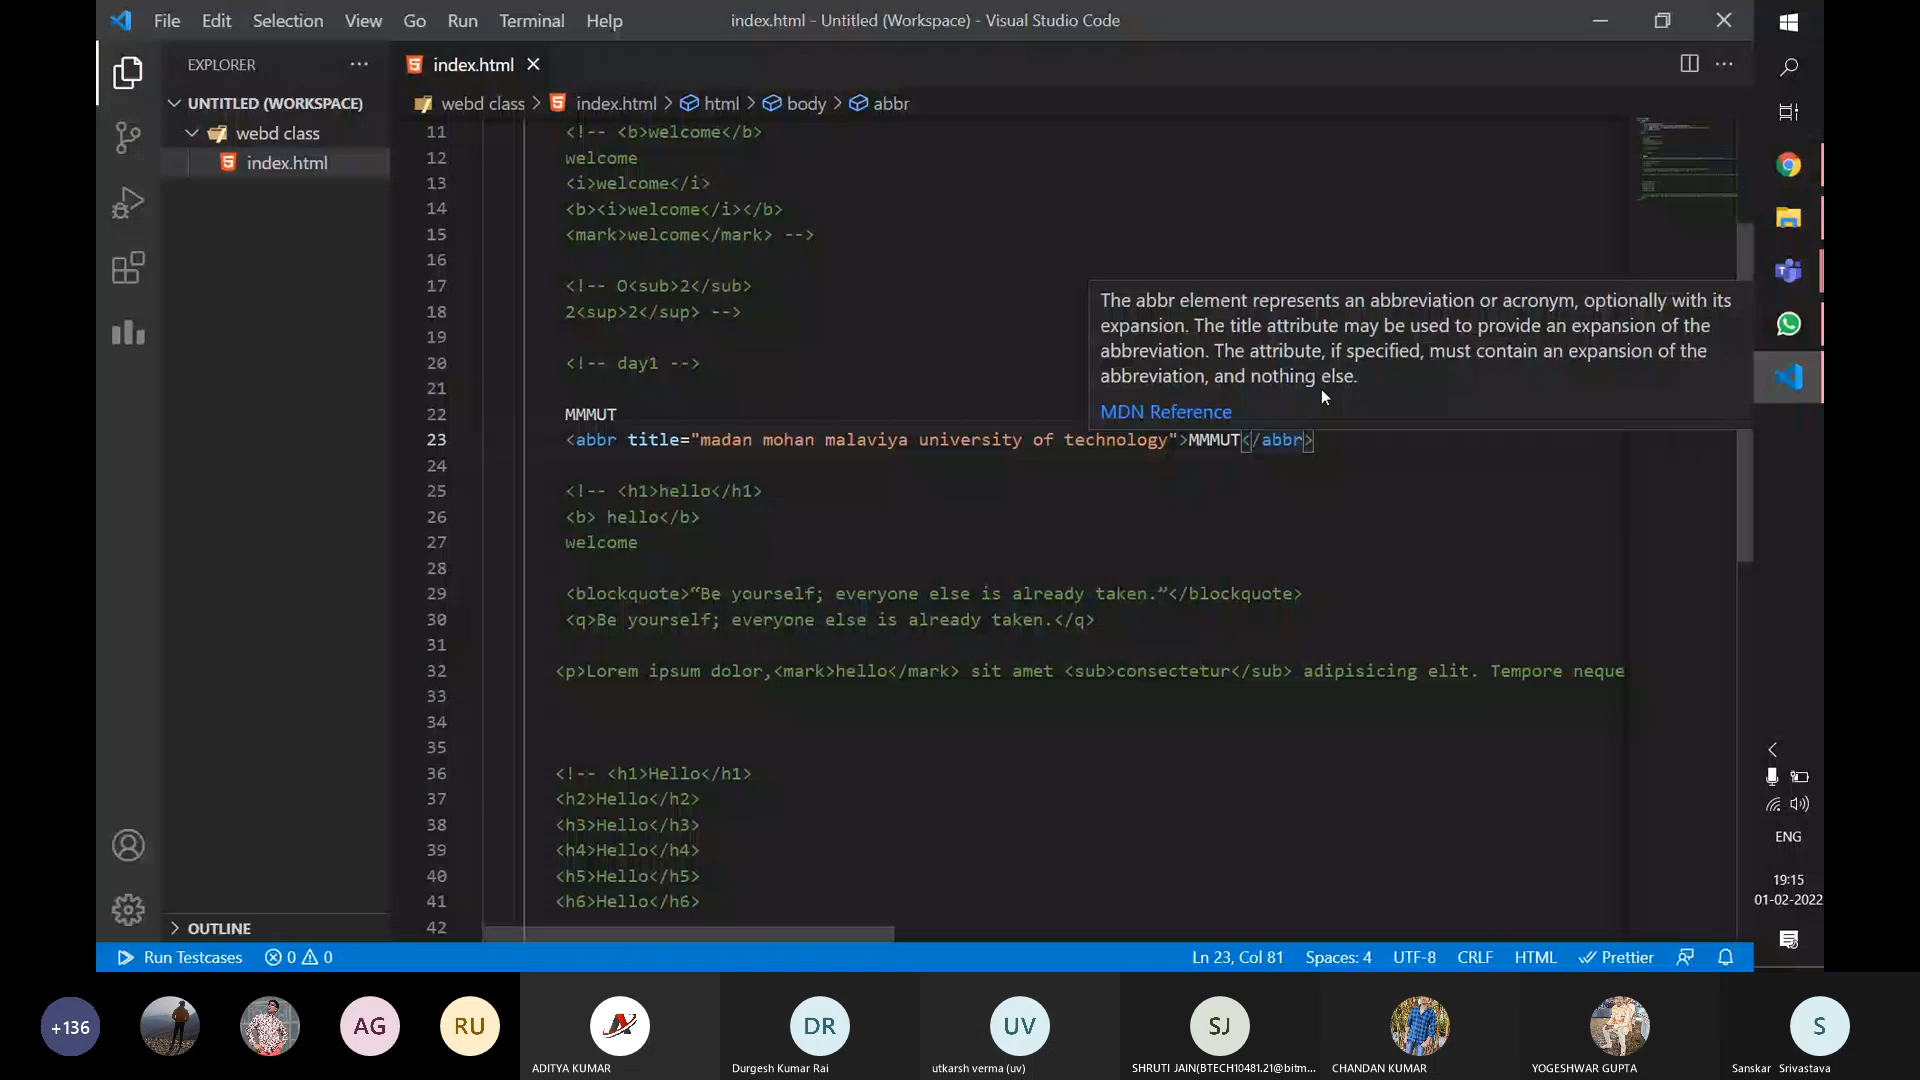 File Edit Selection View Go Run Terminal Help
index.html - Untitled (Workspace) - Visual Studio Code
EXPLORER
UNTITLED (WORKSPACE)
webd class
index.html
OUTLINE
index.html
webd class > index.html > html > body > abbr
11 <!-- <b>welcome</b>
12 welcome
13 <i>welcome</i>
14 <b><i>welcome</i></b>
15 <mark>welcome</mark> -->
16
17 <!-- O<sub>2</sub>
18 2<sup>2</sup> -->
19
20 <!-- day1 -->
21
22 MMMUT
23 <abbr title="madan mohan malaviya university of technology">MMMUT</abbr>
24
25 <!-- <h1>hello</h1>
26 <b> hello</b>
27 welcome
28
29 <blockquote>“Be yourself; everyone else is already taken.”</blockquote>
30 <q>Be yourself; everyone else is already taken.</q>
31
32 <p>Lorem ipsum dolor,<mark>hello</mark> sit amet <sub>consectetur</sub> adipisicing elit. Tempore neque
33
34
35
36 <!-- <h1>Hello</h1>
37 <h2>Hello</h2>
38 <h3>Hello</h3>
39 <h4>Hello</h4>
40 <h5>Hello</h5>
41 <h6>Hello</h6>
42
The abbr element represents an abbreviation or acronym, optionally with its
expansion. The title attribute may be used to provide an expansion of the
abbreviation. The attribute, if specified, must contain an expansion of the
abbreviation, and nothing else.
MDN Reference
ENG
19:15
01-02-2022
Run Testcases 0 0
Ln 23, Col 81 Spaces: 4 UTF-8 CRLF HTML Prettier
+136 AG RU DR UV SJ S
ADITYA KUMAR
Durgesh Kumar Rai
utkarsh verma (uv)
SHRUTI JAIN(BTECH10481.21@bitm...
CHANDAN KUMAR
YOGESHWAR GUPTA
Sanskar Srivastava